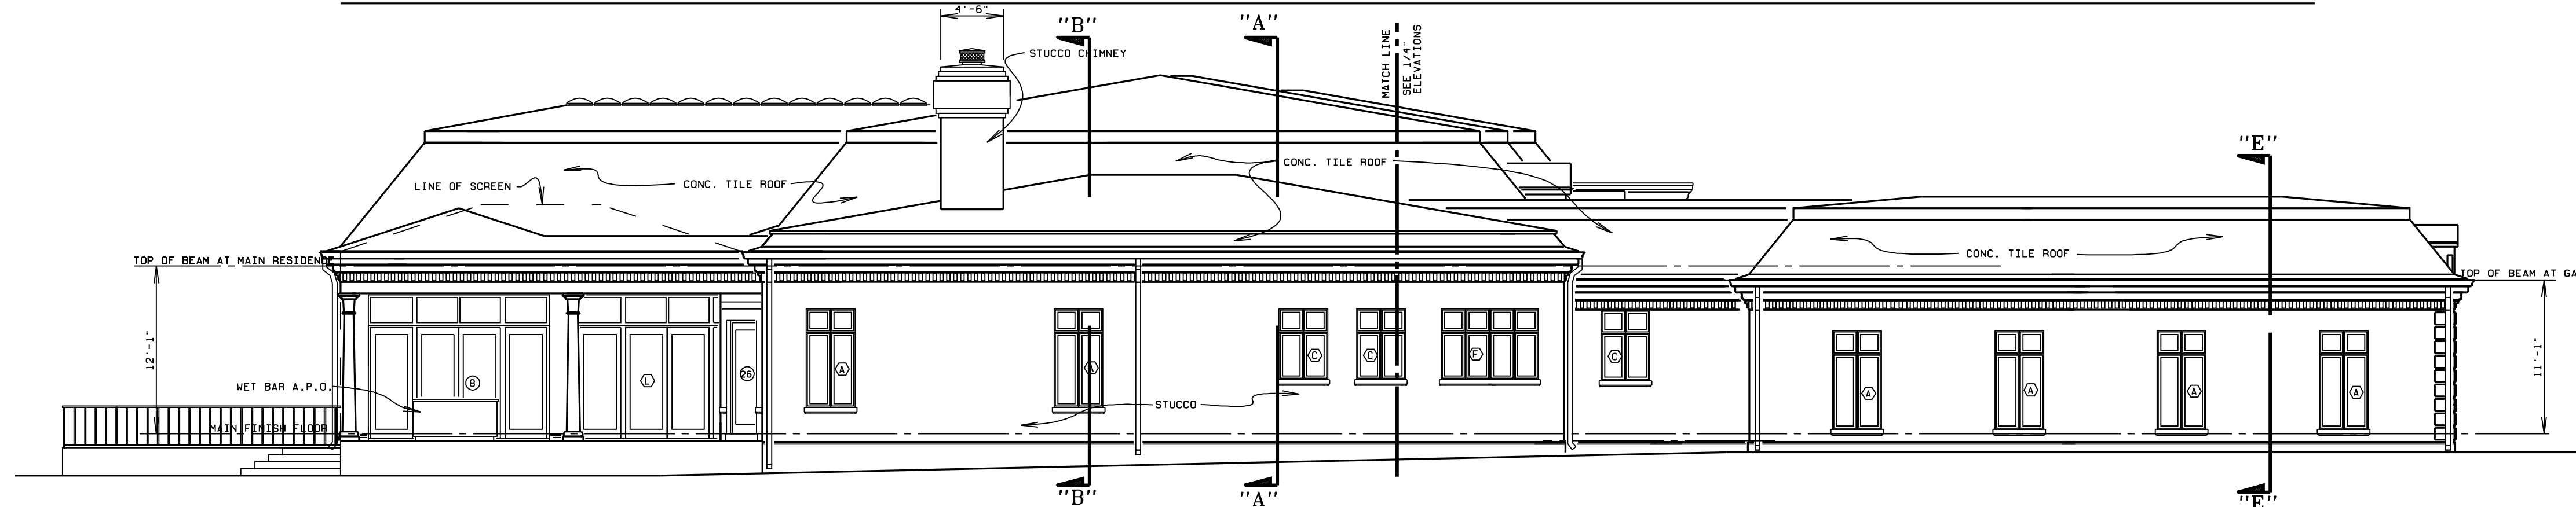 4'-6"
"B"
"A"
MATCH LINE
SEE 1/4"
ELEVATIONS
STUCCO CHIMNEY
"E"
CONC. TILE ROOF
LINE OF SCREEN
CONC. TILE ROOF
CONC. TILE ROOF
TOP OF BEAM AT MAIN RESIDENCE
TOP OF BEAM AT GA
12'-1"
11'-1"
WET BAR A.P.O.
8
L
26
A
A
C
C
F
C
A
A
A
A
STUCCO
MAIN FINISH FLOOR
"B"
"A"
"E"